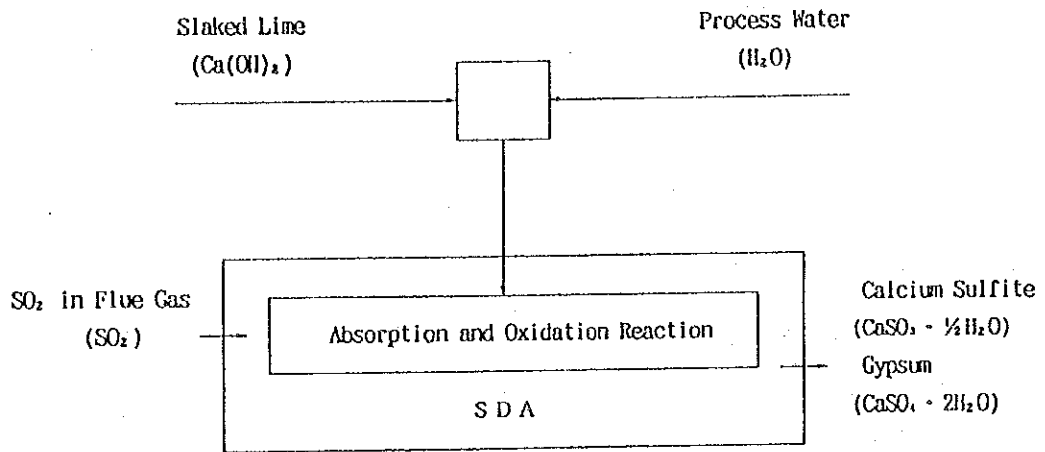 Slaked Lime
(Ca(OH)₂)
Process Water
(H₂O)
SO₂ in Flue Gas
(SO₂)
Absorption and Oxidation Reaction
S D A
Calcium Sulfite
(CaSO₃ · ½H₂O)
Gypsum
(CaSO₄ · 2H₂O)